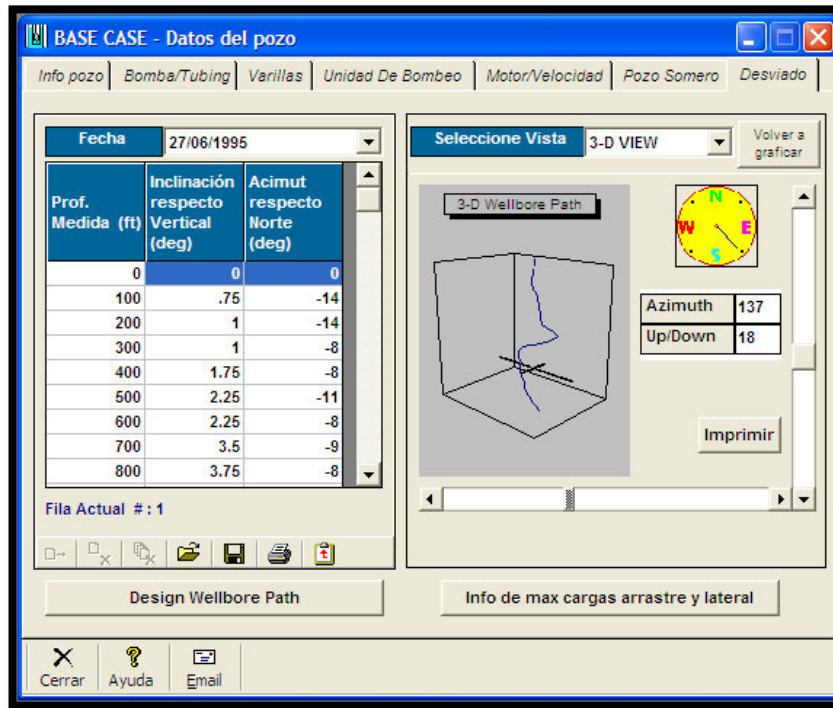 BASE CASE - Datos del pozo
Info pozo Bomba/Tubing Varillas Unidad De Bombeo Motor/Velocidad Pozo Somero Desviado
Fecha 27/06/1995
Prof. Medida (ft) Inclinación respecto Vertical (deg) Acimut respecto Norte (deg)
0 0 0
100 .75 -14
200 1 -14
300 1 -8
400 1.75 -8
500 2.25 -11
600 2.25 -8
700 3.5 -9
800 3.75 -8
Fila Actual # : 1
Design Wellbore Path
Seleccione Vista 3-D VIEW
Volver a
graficar
3-D Wellbore Path
N
W E
S
Azimuth 137
Up/Down 18
Imprimir
Info de max cargas arrastre y lateral
Cerrar Ayuda Email